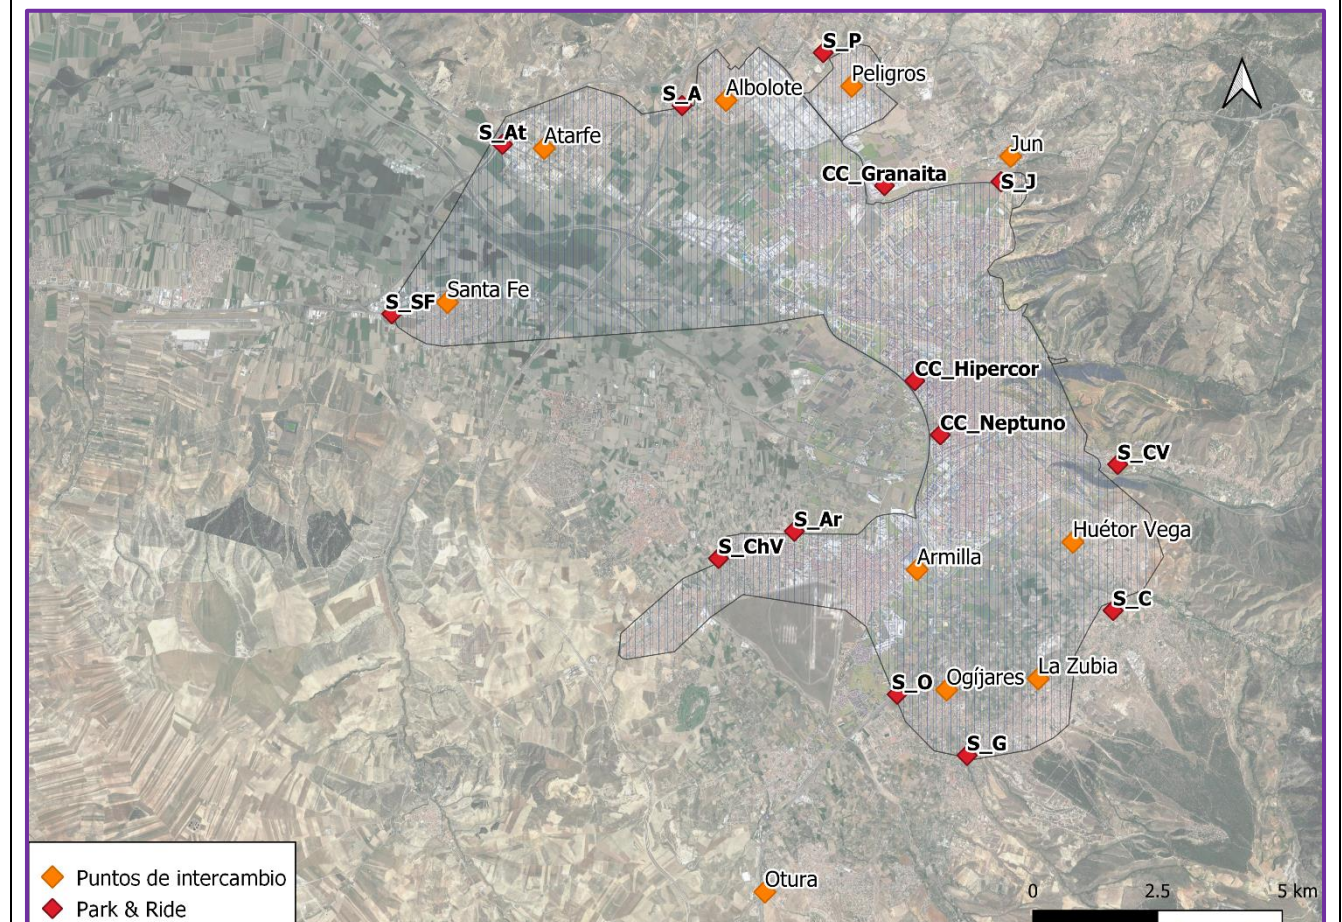 S_P
Peligros
S_A
Albolote
S_At
Atarfe
Jun
CC_Granaita
S_J
Santa Fe
S_SF
CC_Hipercor
CC_Neptuno
S_CV
S_Ar
Huétor Vega
S_ChV
Armilla
S_C
La Zubia
Ogíjares
S_O
S_G
Otura
Puntos de intercambio
Park & Ride
0 2.5 5 km